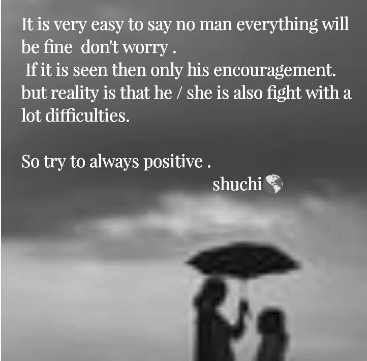 It is very easy to say no man everything will
be fine  don't worry .
If it is seen then only his encouragement.
but reality is that he / she is also fight with a
lot difficulties.
So try to always positive .
shuchi🌎